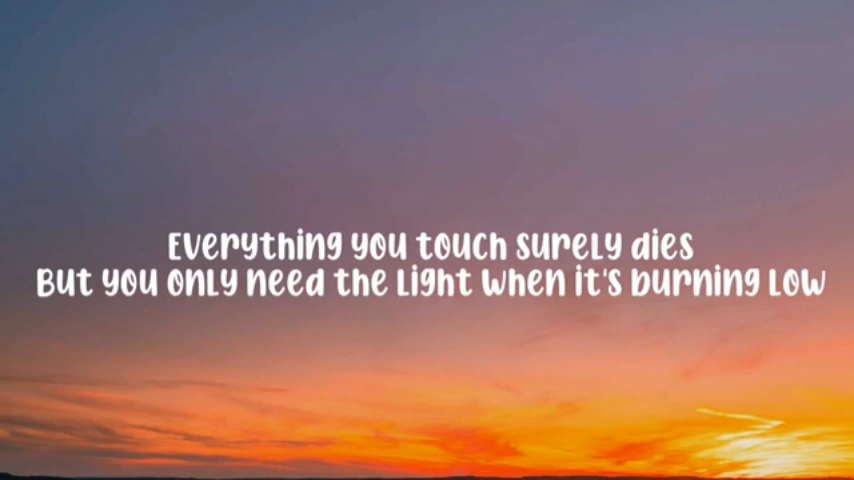 Everything you touch surely dies
But you only need the light when it's burning low